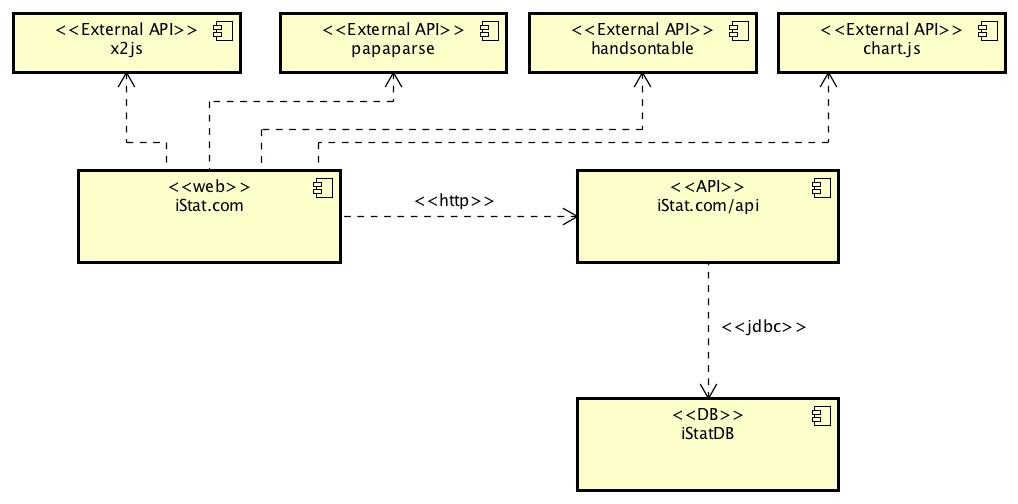 <<External API>>
x2js
<<External API>>
papaparse
<<External API>>
handsontable
<<External API>>
chart.js
<<web>>
iStat.com
<<http>>
<<API>>
iStat.com/api
<<jdbc>>
<<DB>>
iStatDB